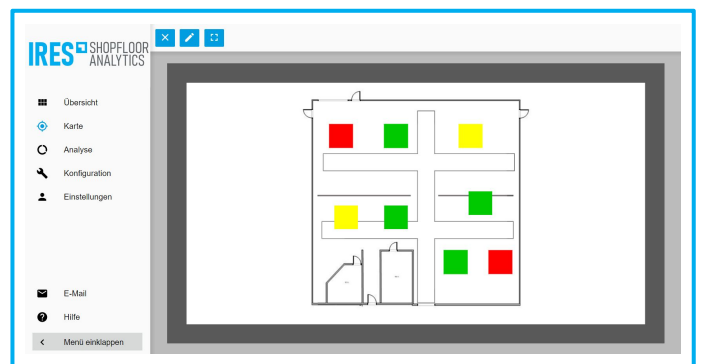 IRES SHOPFLOOR
ANALYTICS
Übersicht
Karte
Analyse
Konfiguration
Einstellungen
E-Mail
Hilfe
Menü einklappen